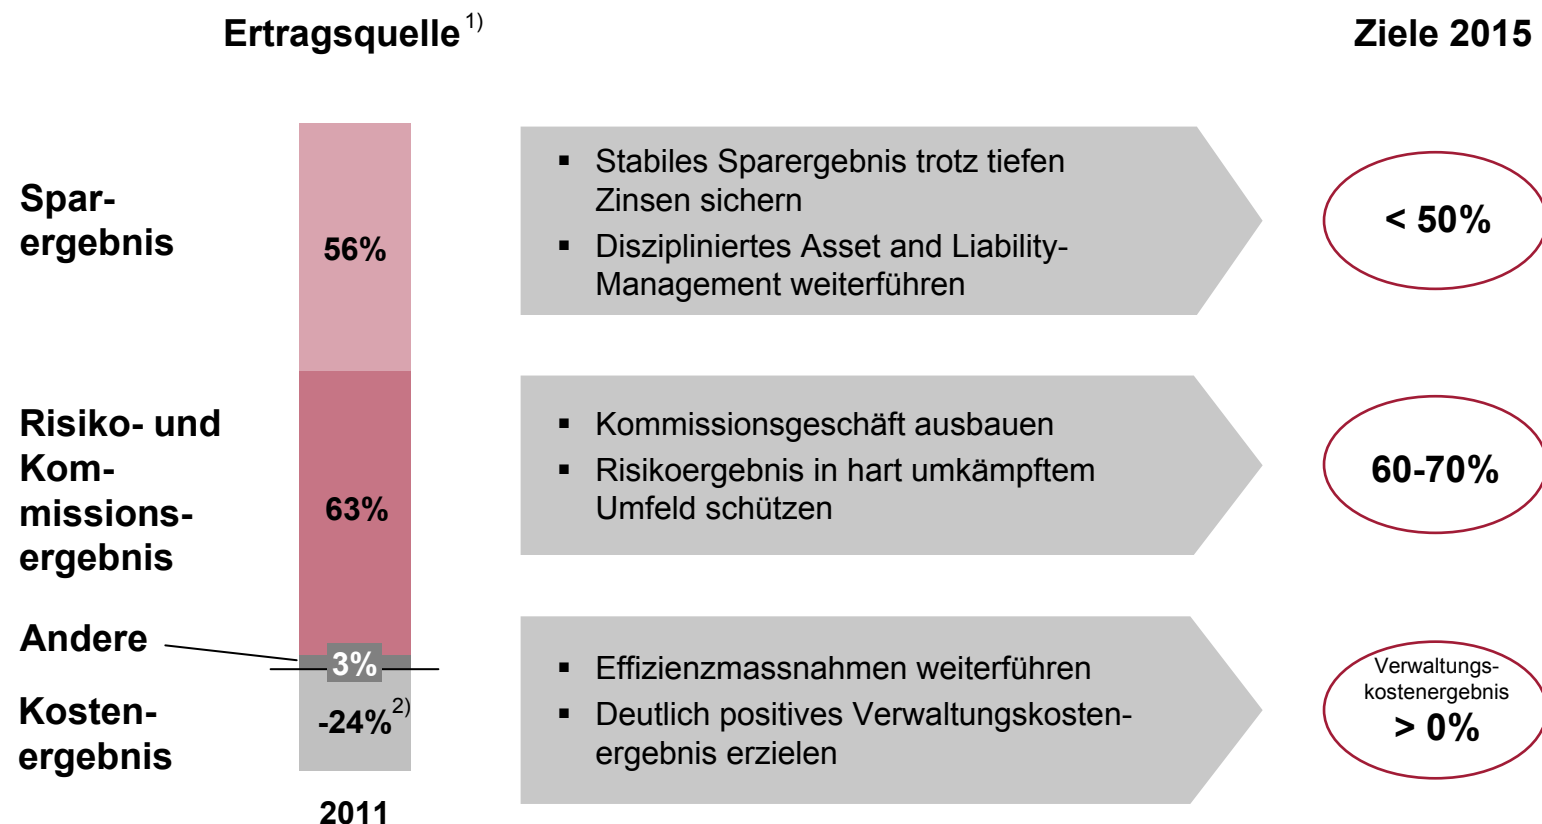 Ertragsquelle 1)
Ziele 2015
Spar-
ergebnis
56%
▪ Stabiles Sparergebnis trotz tiefen
Zinsen sichern
▪ Diszipliniertes Asset and Liability-
Management weiterführen
< 50%
Risiko- und
Kom-
missions-
ergebnis
63%
▪ Kommissionsgeschäft ausbauen
▪ Risikoergebnis in hart umkämpftem
Umfeld schützen
60-70%
Andere
3%
Kosten-
ergebnis
-24% 2)
▪ Effizienzmassnahmen weiterführen
▪ Deutlich positives Verwaltungskosten-
ergebnis erzielen
Verwaltungs-
kostenergebnis
> 0%
2011